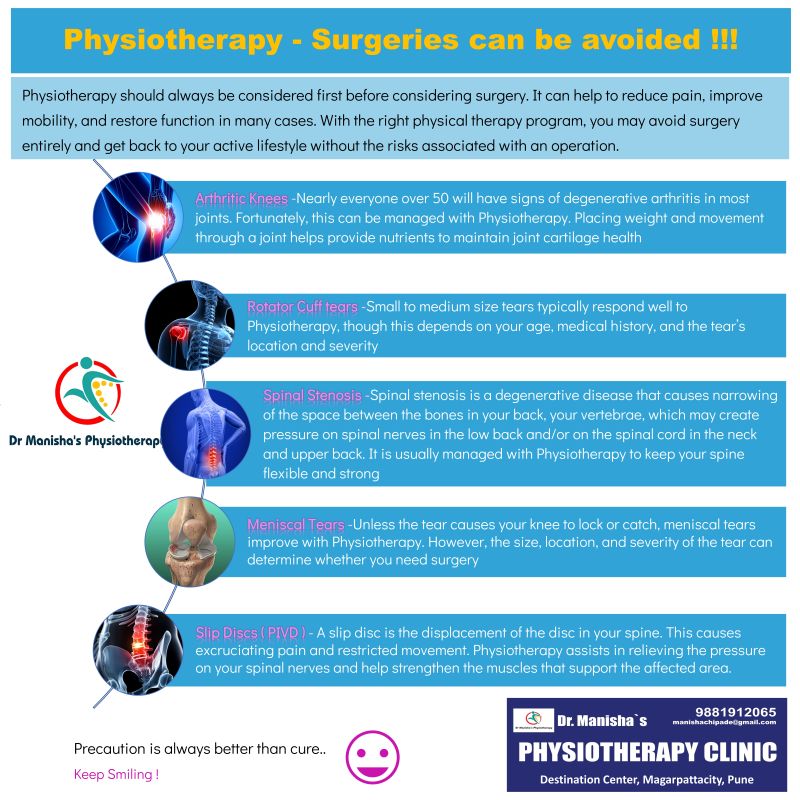 Physiotherapy - Surgeries can be avoided !!!
Physiotherapy should always be considered first before considering surgery. It can help to reduce pain, improve
mobility, and restore function in many cases. With the right physical therapy program, you may avoid surgery
entirely and get back to your active lifestyle without the risks associated with an operation.
Arthritic Knees -Nearly everyone over 50 will have signs of degenerative arthritis in most
joints. Fortunately, this can be managed with Physiotherapy. Placing weight and movement
through a joint helps provide nutrients to maintain joint cartilage health
Rotator Cuff tears -Small to medium size tears typically respond well to
Physiotherapy, though this depends on your age, medical history, and the tear's
location and severity
Dr Manisha's Physiotherap
Spinal Stenosis -Spinal stenosis is a degenerative disease that causes narrowing
of the space between the bones in your back, your vertebrae, which may create
pressure on spinal nerves in the low back and/or on the spinal cord in the neck
and upper back. It is usually managed with Physiotherapy to keep your spine
flexible and strong
Meniscal Tears -Unless the tear causes your knee to lock or catch, meniscal tears
improve with Physiotherapy. However, the size, location, and severity of the tear can
determine whether you need surgery
Slip Discs ( PIVD ) - A slip disc is the displacement of the disc in your spine. This causes
excruciating pain and restricted movement. Physiotherapy assists in relieving the pressure
on your spinal nerves and help strengthen the muscles that support the affected area.
Precaution is always better than cure..
Keep Smiling !
9881912065
manishachipade@gmail.com
Dr Manisha's Physiotherapy
Dr. Manisha`s
PHYSIOTHERAPY CLINIC
Destination Center, Magarpattacity, Pune